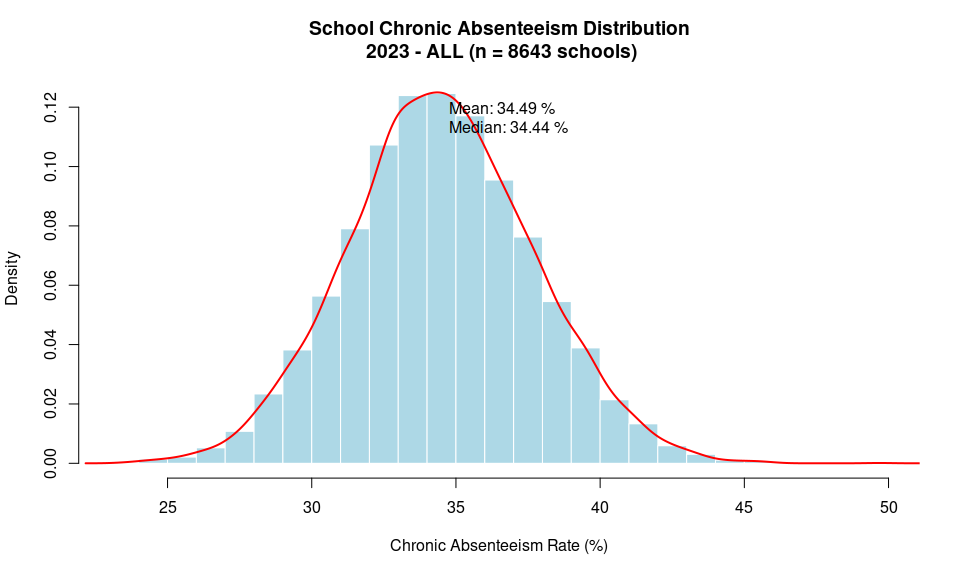 School Chronic Absenteeism Distribution
2023 - ALL (n = 8643 schools)
Mean: 34.49 %
Median: 34.44 %
Density
0.12
0.10
0.08
0.06
0.04
0.02
0.00
25 30 35 40 45 50
Chronic Absenteeism Rate (%)